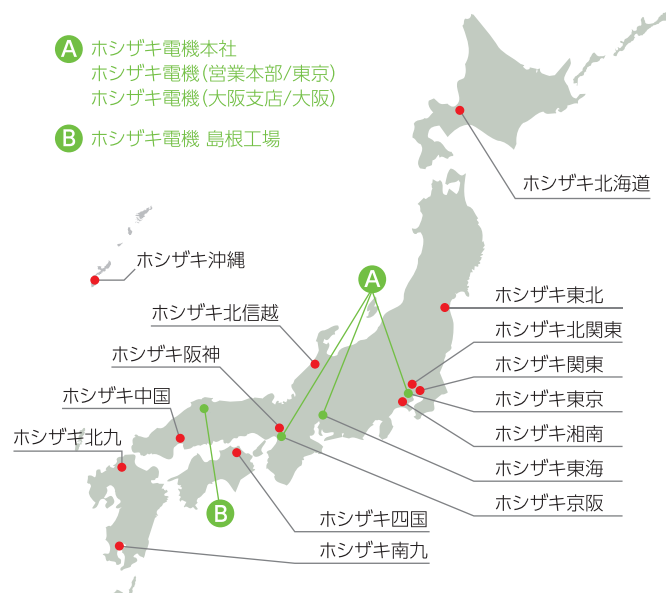 A ホシザキ電機本社
ホシザキ電機(営業本部/東京)
ホシザキ電機(大阪支店/大阪)
B ホシザキ電機 島根工場
ホシザキ北海道
ホシザキ沖縄
A
ホシザキ東北
ホシザキ北信越
ホシザキ北関東
ホシザキ阪神
ホシザキ関東
ホシザキ中国
ホシザキ東京
ホシザキ北九
ホシザキ湘南
ホシザキ東海
ホシザキ京阪
B
ホシザキ四国
ホシザキ南九